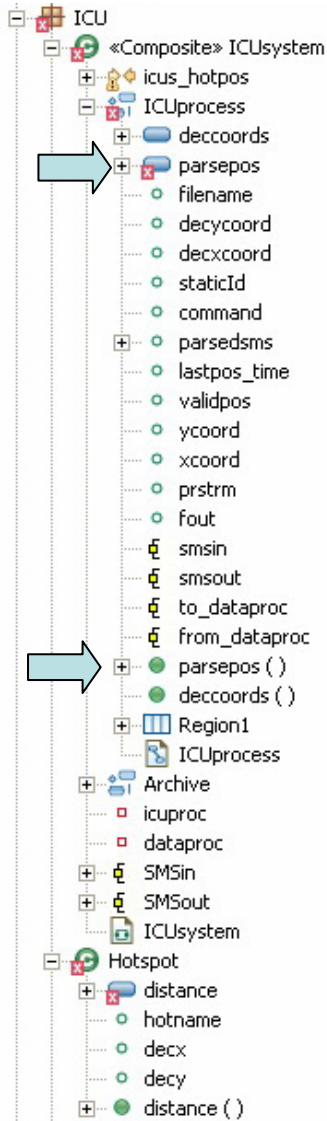 ICU
«Composite» ICUsystem
icus_hotpos
ICUprocess
deccoords
parsepos
filename
decycoord
decxcoord
staticId
command
parsedsms
lastpos_time
validpos
ycoord
xcoord
prstrm
fout
smsin
smsout
to_dataproc
from_dataproc
parsepos ( )
deccoords ( )
Region1
ICUprocess
Archive
icuproc
dataproc
SMSin
SMSout
ICUsystem
Hotspot
distance
hotname
decx
decy
distance ( )